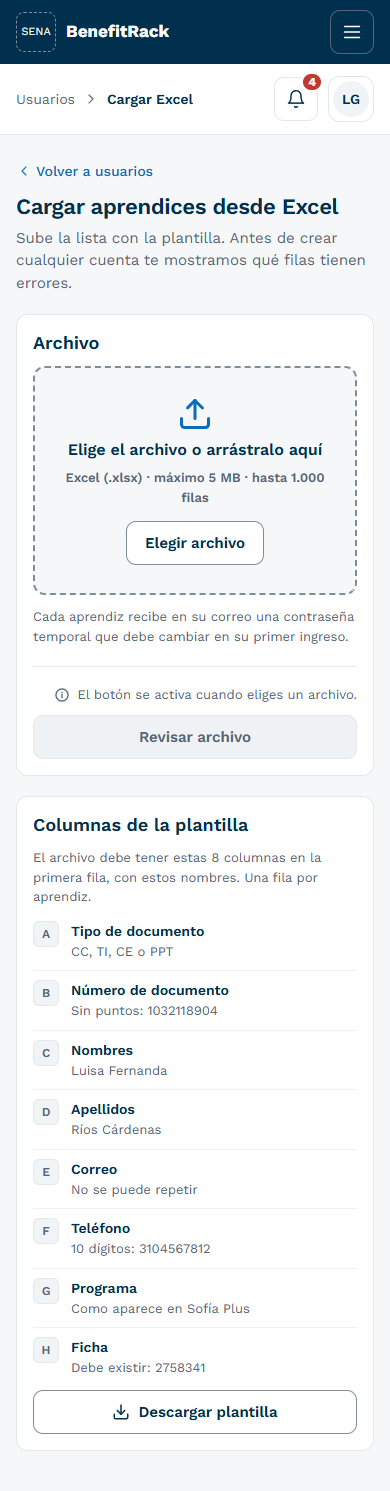 SENA
BenefitRack
Usuarios
Cargar Excel
4
LG
Volver a usuarios
Cargar aprendices desde Excel
Sube la lista con la plantilla. Antes de crear
cualquier cuenta te mostramos qué filas tienen
errores.
Archivo
Elige el archivo o arrástralo aquí
Excel (.xlsx) · máximo 5 MB · hasta 1.000
filas
Elegir archivo
Cada aprendiz recibe en su correo una contraseña
temporal que debe cambiar en su primer ingreso.
El botón se activa cuando eliges un archivo.
Revisar archivo
Columnas de la plantilla
El archivo debe tener estas 8 columnas en la
primera fila, con estos nombres. Una fila por
aprendiz.
A
Tipo de documento
CC, TI, CE o PPT
B
Número de documento
Sin puntos: 1032118904
C
Nombres
Luisa Fernanda
D
Apellidos
Ríos Cárdenas
E
Correo
No se puede repetir
F
Teléfono
10 dígitos: 3104567812
G
Programa
Como aparece en Sofía Plus
H
Ficha
Debe existir: 2758341
Descargar plantilla